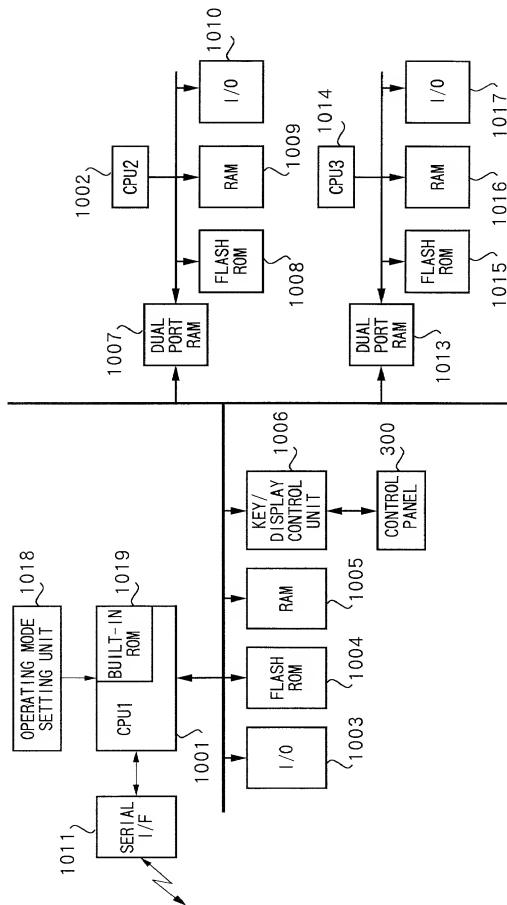 1018
OPERATING MODE
SETTING UNIT
1011
SERIAL
I/F
CPU1
BUILT-IN
ROM
1019
1001
I/O
1003
FLASH
ROM
1004
RAM
1005
KEY/
DISPLAY
CONTROL
UNIT
1006
CONTROL
PANEL
300
1002
CPU2
1007
DUAL
PORT
RAM
FLASH
ROM
1008
RAM
1009
I/O
1010
CPU3
1014
DUAL
PORT
RAM
1013
FLASH
ROM
1015
RAM
1016
I/O
1017